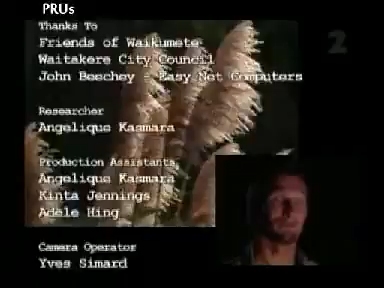 PRUs
Thanks To
Friends of Waikumete
Waitakere City Council
John Beechey - Easy Net Computers
Researcher
Angelique Kasmara
Production Assistants
Angelique Kasmara
Kinta Jennings
Adele Hing
Camera Operator
Yves Simard
2